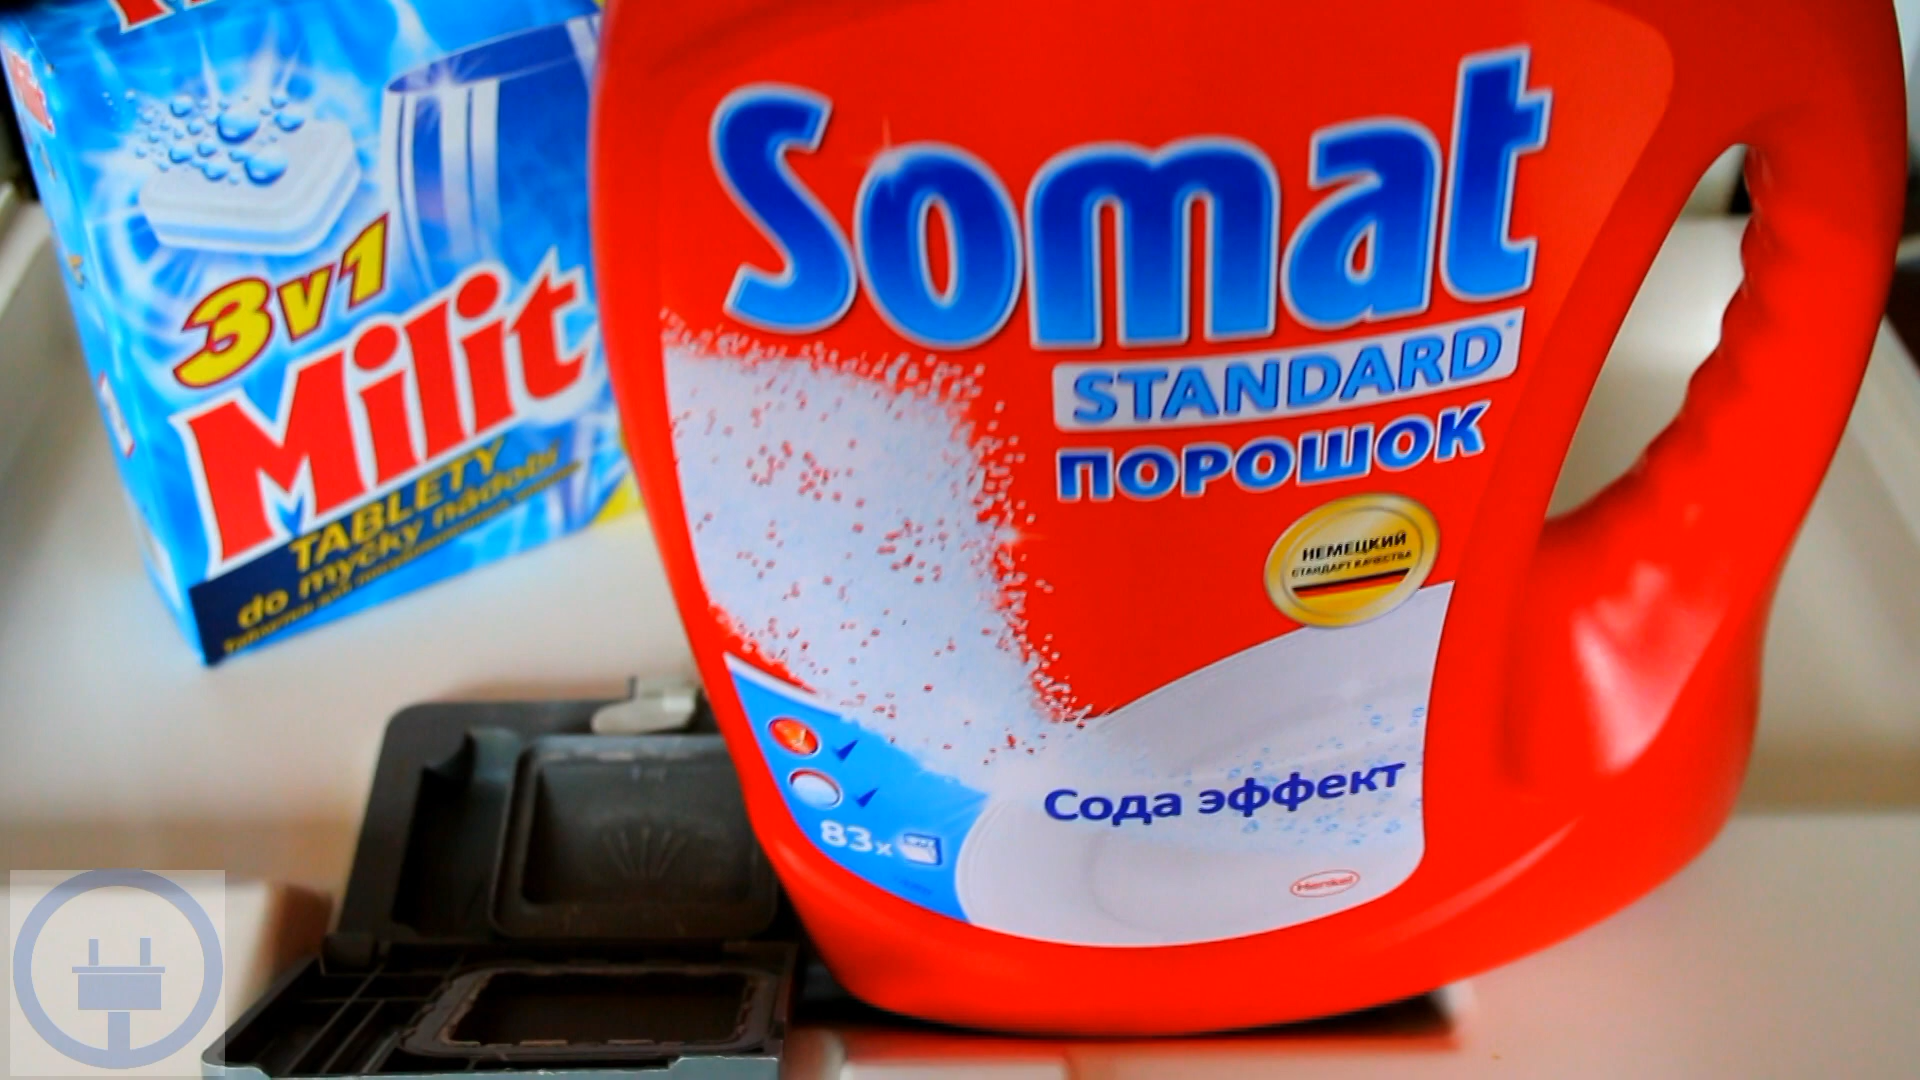 3v1
Milit
TABLETY
do myčky nádobí
Somat
STANDARD
ПОРОШОК
НЕМЕЦКИЙ
СТАНДАРТ КАЧЕСТВА
Сода эффект
83x
Henkel